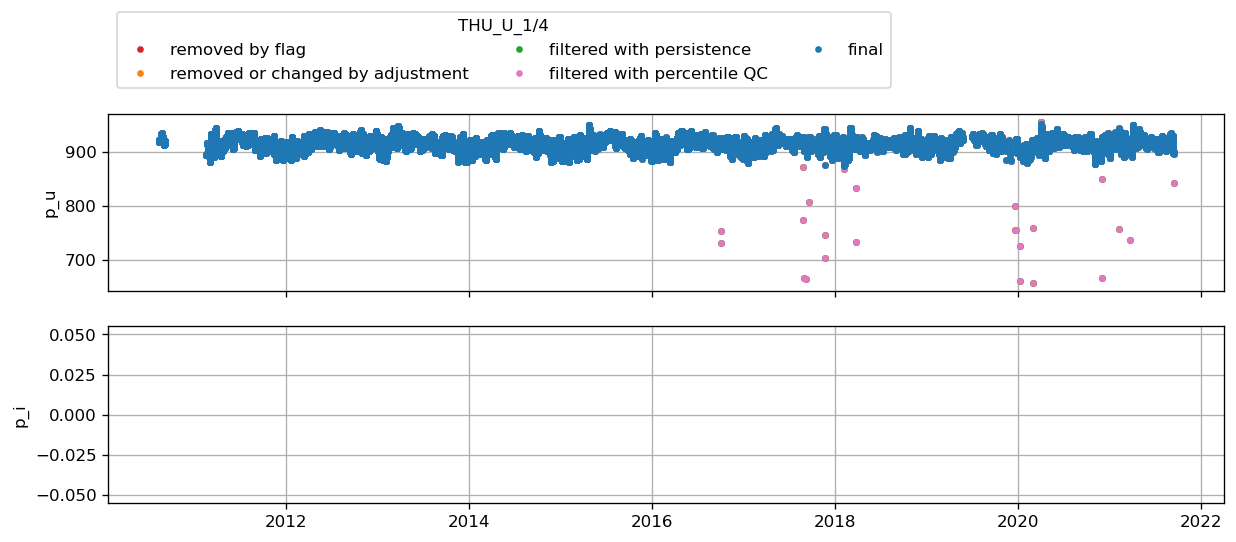 THU_U_1/4
removed by flag
filtered with persistence
final
removed or changed by adjustment
filtered with percentile QC
900
800
700
p_u
0.050
0.025
0.000
−0.025
−0.050
p_i
2012
2014
2016
2018
2020
2022